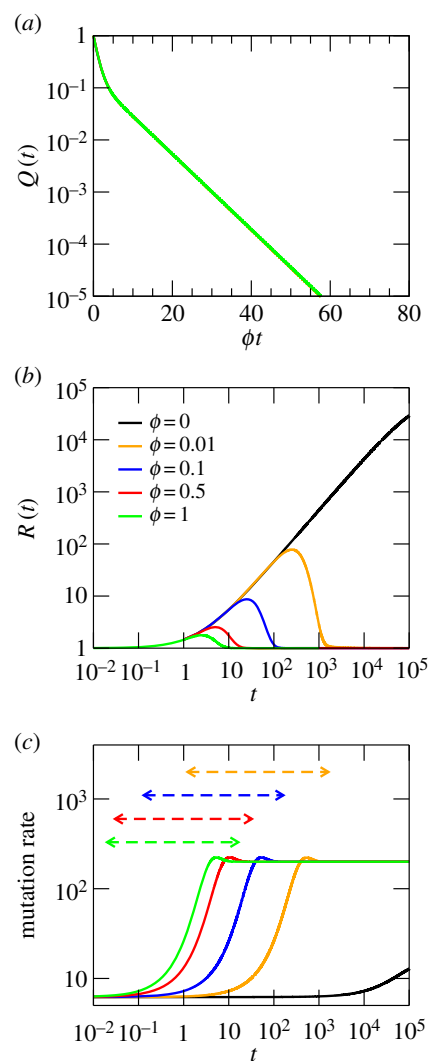 (a)
1
10⁻¹
10⁻²
10⁻³
10⁻⁴
10⁻⁵
Q(t)
0 20 40 60 80
ϕt
(b)
10⁵
10⁴
10³
10²
10
1
R(t)
ϕ = 0
ϕ = 0.01
ϕ = 0.1
ϕ = 0.5
ϕ = 1
10⁻² 10⁻¹ 1 10 10² 10³ 10⁴ 10⁵
t
(c)
10³
10²
10
mutation rate
10⁻² 10⁻¹ 1 10 10² 10³ 10⁴ 10⁵
t